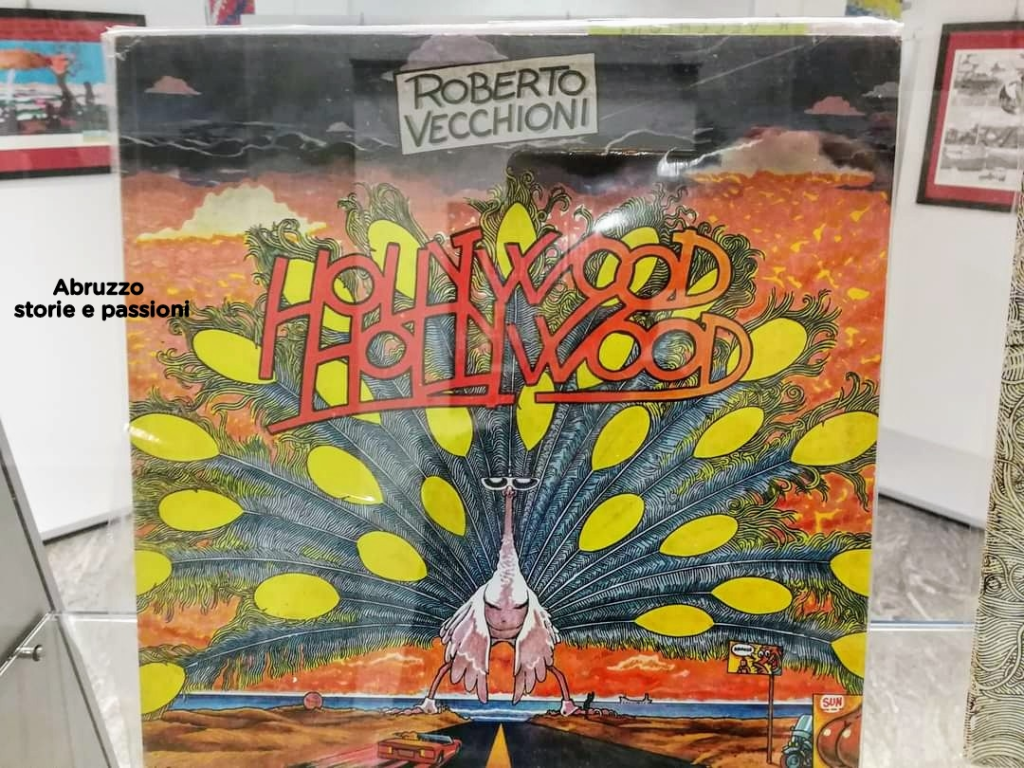 ROBERTO
VECCHIONI
HOLLYWOOD
HOLLYWOOD
Abruzzo
storie e passioni
SUN